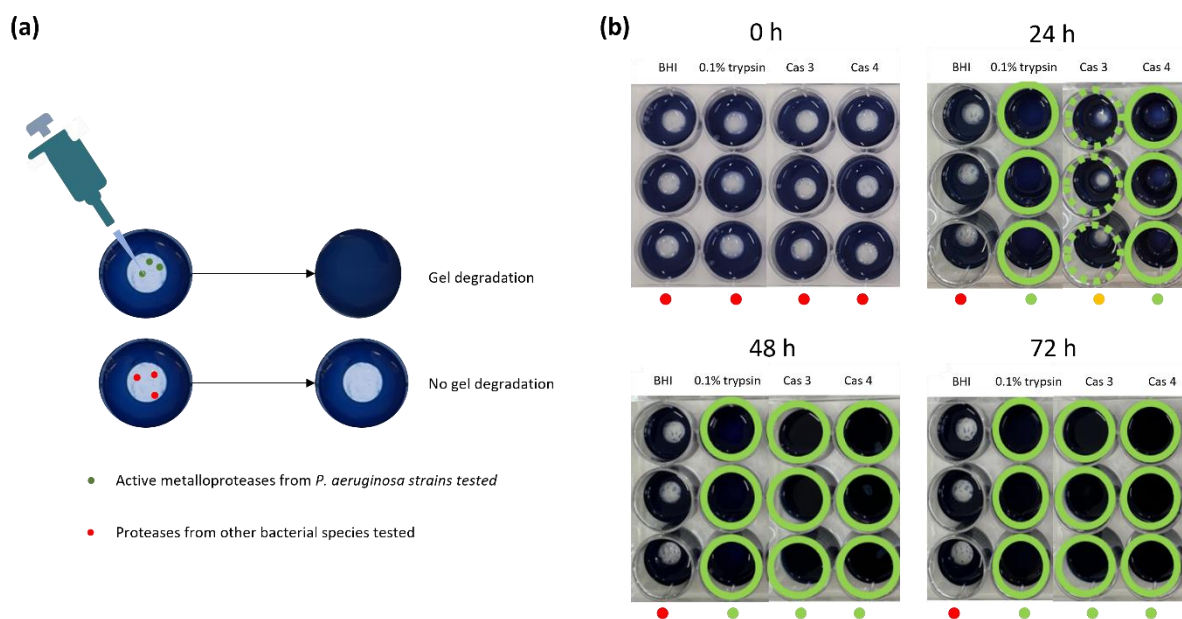 (a)
Gel degradation
No gel degradation
Active metalloproteases from P. aeruginosa strains tested
Proteases from other bacterial species tested
(b)
0 h
BHI 0.1% trypsin Cas 3 Cas 4
24 h
BHI 0.1% trypsin Cas 3 Cas 4
48 h
BHI 0.1% trypsin Cas 3 Cas 4
72 h
BHI 0.1% trypsin Cas 3 Cas 4